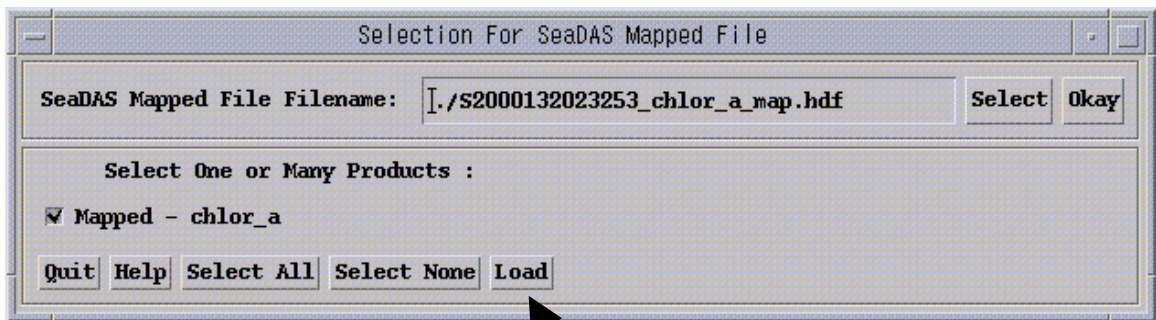 Selection For SeaDAS Mapped File
SeaDAS Mapped File Filename: ./S2000132023253_chlor_a_map.hdf Select Okay
Select One or Many Products :
Mapped - chlor_a
Quit Help Select All Select None Load